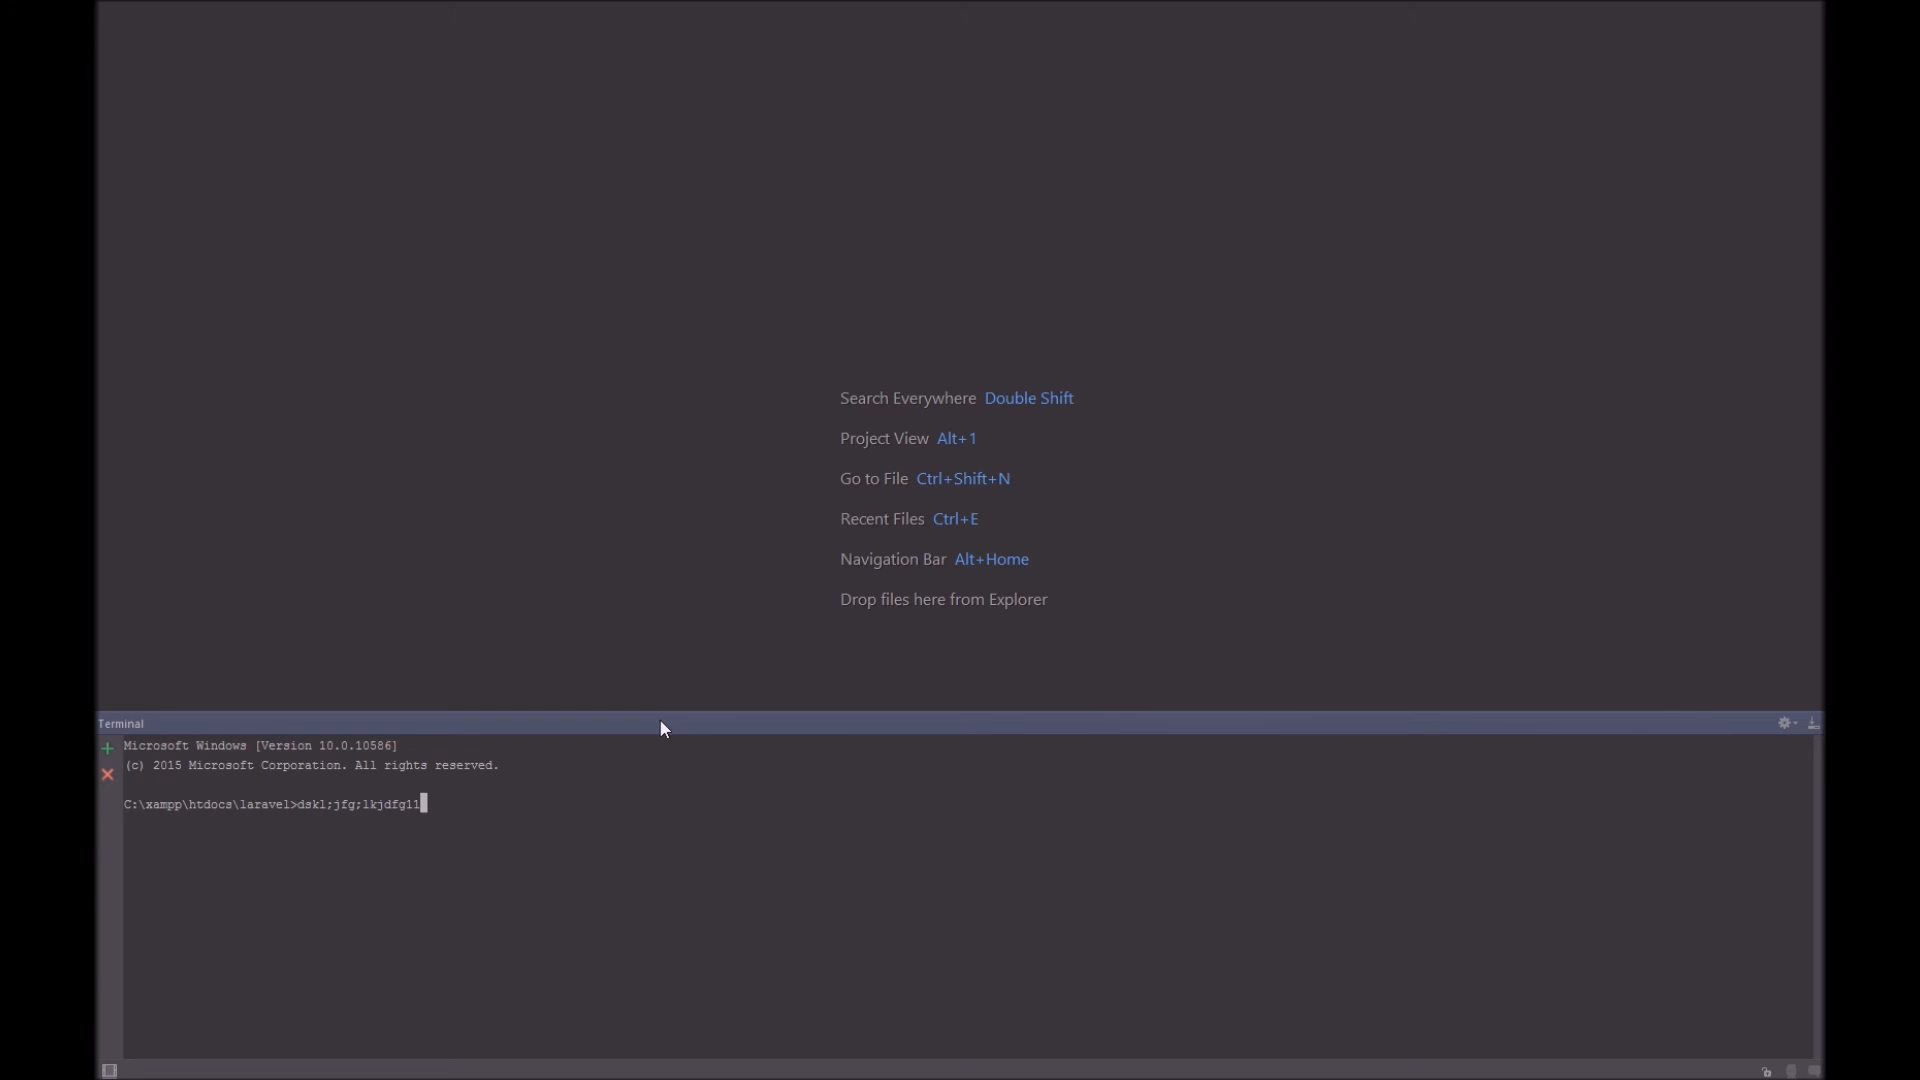 Search Everywhere Double Shift
Project View Alt+1
Go to File Ctrl+Shift+N
Recent Files Ctrl+E
Navigation Bar Alt+Home
Drop files here from Explorer
Terminal
Microsoft Windows [Version 10.0.10586]
(c) 2015 Microsoft Corporation. All rights reserved.
C:\xampp\htdocs\laravel>dskl;jfg;lkjdfg11